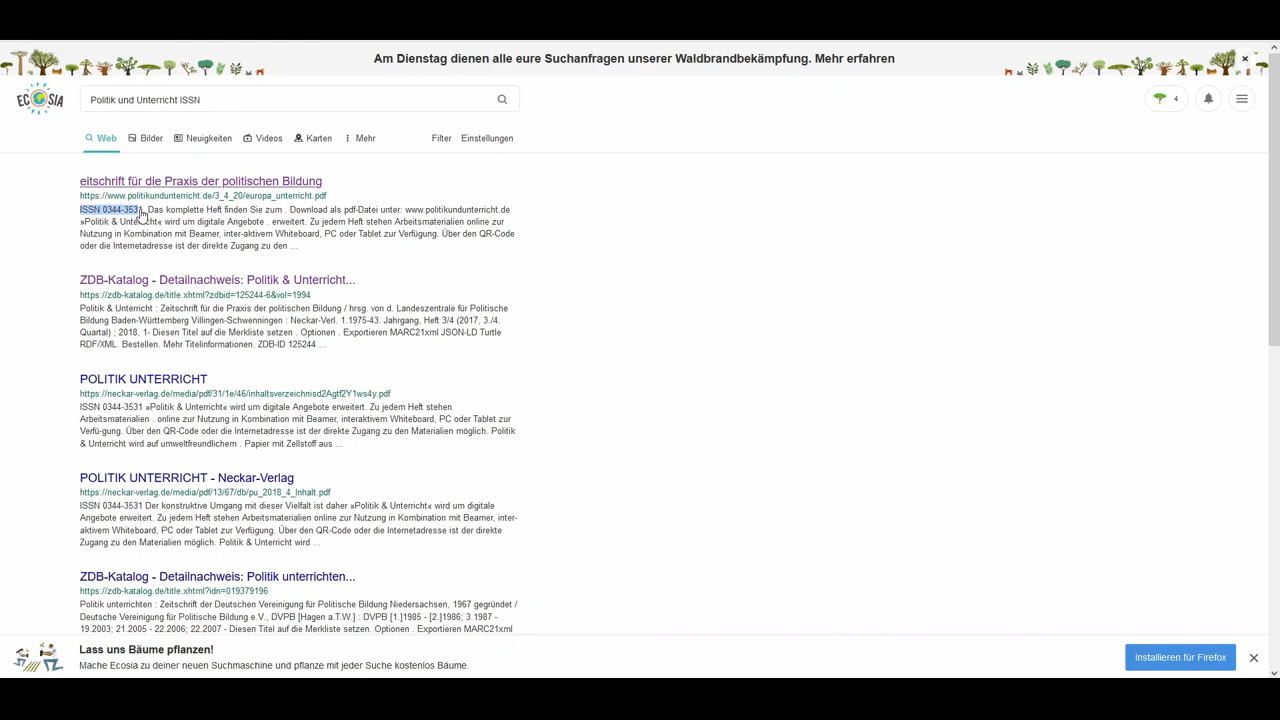 Am Dienstag dienen alle eure Suchanfragen unserer Waldbrandbekämpfung. Mehr erfahren
ECOSIA
Politik und Unterricht ISSN
4
Web Bilder Neuigkeiten Videos Karten Mehr Filter Einstellungen
eitschrift für die Praxis der politischen Bildung
https://www.politikundunterricht.de/3_4_20/europa_unterricht.pdf
ISSN 0344-3531. Das komplette Heft finden Sie zum . Download als pdf-Datei unter: www.politikundunterricht.de
»Politik & Unterricht« wird um digitale Angebote . erweitert. Zu jedem Heft stehen Arbeitsmaterialien online zur
Nutzung in Kombination mit Beamer, inter-aktivem Whiteboard, PC oder Tablet zur Verfügung. Über den QR-Code
oder die Internetadresse ist der direkte Zugang zu den ...
ZDB-Katalog - Detailnachweis: Politik & Unterricht...
https://zdb-katalog.de/title.xhtml?zdbid=125244-6&vol=1994
Politik & Unterricht : Zeitschrift für die Praxis der politischen Bildung / hrsg. von d. Landeszentrale für Politische
Bildung Baden-Württemberg Villingen-Schwenningen : Neckar-Verl. 1.1975-43. Jahrgang, Heft 3/4 (2017, 3./4.
Quartal) ; 2018, 1- Diesen Titel auf die Merkliste setzen . Optionen . Exportieren MARC21xml JSON-LD Turtle
RDF/XML. Bestellen. Mehr Titelinformationen. ZDB-ID 125244 ...
POLITIK UNTERRICHT
https://neckar-verlag.de/media/pdf/31/1e/46/inhaltsverzeichnisd2Agtf2Y1ws4y.pdf
ISSN 0344-3531 »Politik & Unterricht« wird um digitale Angebote erweitert. Zu jedem Heft stehen
Arbeitsmaterialien . online zur Nutzung in Kombination mit Beamer, interaktivem Whiteboard, PC oder Tablet zur
Verfü-gung. Über den QR-Code oder die Internetadresse ist der direkte Zugang zu den Materialien möglich. Politik
& Unterricht wird auf umweltfreundlichem . Papier mit Zellstoff aus ...
POLITIK UNTERRICHT - Neckar-Verlag
https://neckar-verlag.de/media/pdf/13/67/db/pu_2018_4_Inhalt.pdf
ISSN 0344-3531 Der konstruktive Umgang mit dieser Vielfalt ist daher »Politik & Unterricht« wird um digitale
Angebote erweitert. Zu jedem Heft stehen Arbeitsmaterialien online zur Nutzung in Kombination mit Beamer, inter-
aktivem Whiteboard, PC oder Tablet zur Verfügung. Über den QR-Code oder die Internetadresse ist der direkte
Zugang zu den Materialien möglich. Politik & Unterricht wird ...
ZDB-Katalog - Detailnachweis: Politik unterrichten...
https://zdb-katalog.de/title.xhtml?idn=019379196
Politik unterrichten : Zeitschrift der Deutschen Vereinigung für Politische Bildung Niedersachsen, 1967 gegründet /
Deutsche Vereinigung für Politische Bildung e.V., DVPB [Hagen a.T.W.] : DVPB [1.]1985 - [2.]1986; 3.1987 -
19.2003; 21.2005 - 22.2006; 22.2007 - Diesen Titel auf die Merkliste setzen. Optionen . Exportieren MARC21xml
Lass uns Bäume pflanzen!
Mache Ecosia zu deiner neuen Suchmaschine und pflanze mit jeder Suche kostenlos Bäume.
Installieren für Firefox